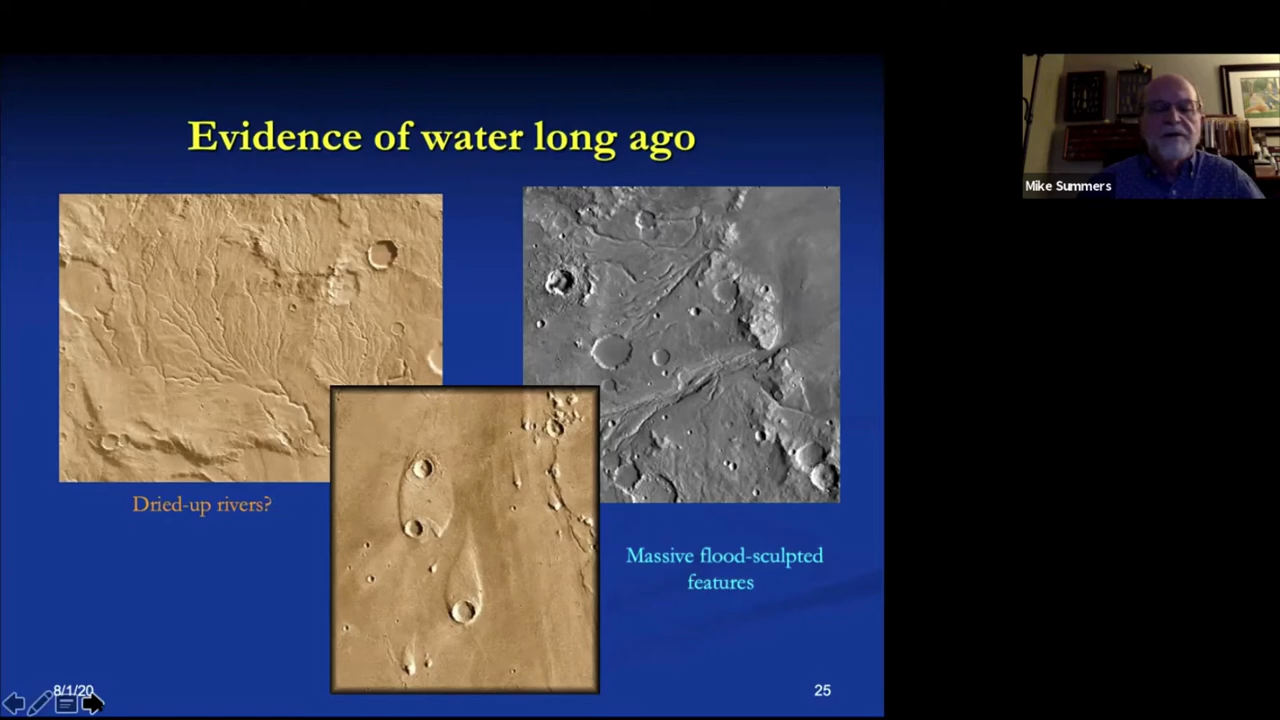 Evidence of water long ago
Mike Summers
Dried-up rivers?
Massive flood-sculpted
features
8/1/20
25